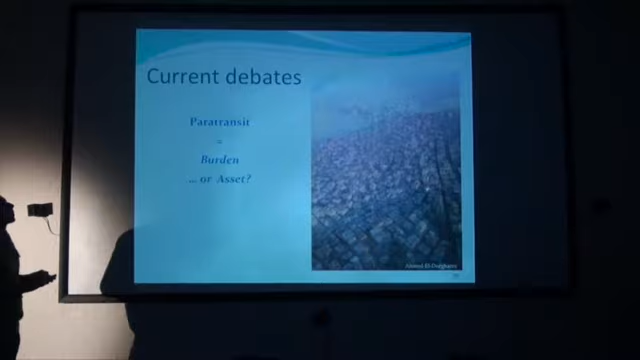 Current debates
Paratransit
=
Burden
... or Asset?